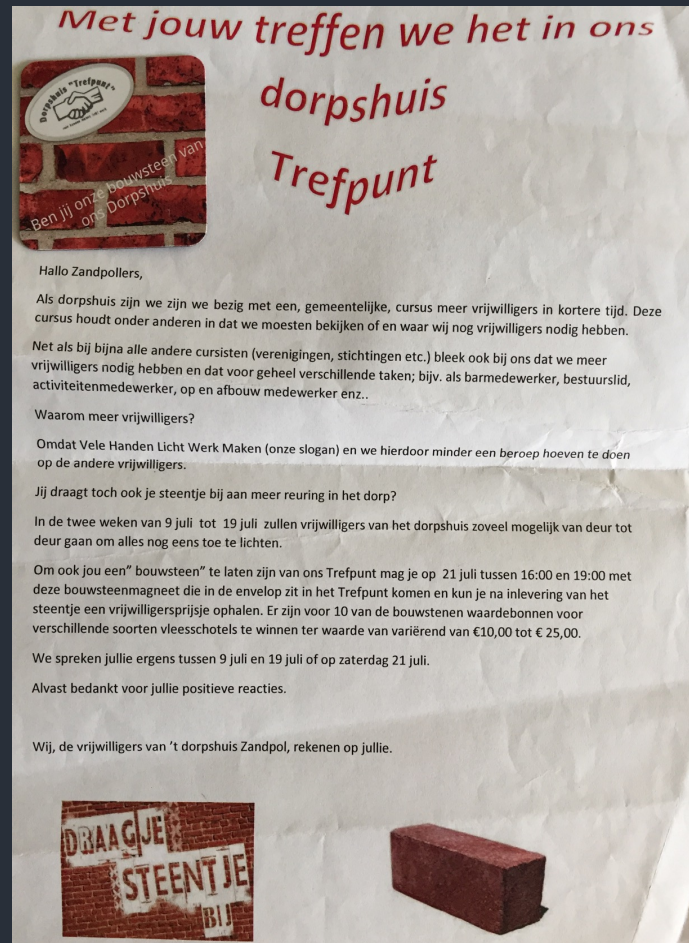 Met jouw treffen we het in ons
dorpshuis
Trefpunt
Dorpshuis "Trefpunt"
Ben jij onze bouwsteen van
ons Dorpshuis
Hallo Zandpollers,
Als dorpshuis zijn we zijn we bezig met een, gemeentelijke, cursus meer vrijwilligers in kortere tijd. Deze
cursus houdt onder anderen in dat we moesten bekijken of en waar wij nog vrijwilligers nodig hebben.
Net als bij bijna alle andere cursisten (verenigingen, stichtingen etc.) bleek ook bij ons dat we meer
vrijwilligers nodig hebben en dat voor geheel verschillende taken; bijv. als barmedewerker, bestuurslid,
activiteitenmedewerker, op en afbouw medewerker enz..
Waarom meer vrijwilligers?
Omdat Vele Handen Licht Werk Maken (onze slogan) en we hierdoor minder een beroep hoeven te doen
op de andere vrijwilligers.
Jij draagt toch ook je steentje bij aan meer reuring in het dorp?
In de twee weken van 9 juli tot 19 juli zullen vrijwilligers van het dorpshuis zoveel mogelijk van deur tot
deur gaan om alles nog eens toe te lichten.
Om ook jou een” bouwsteen” te laten zijn van ons Trefpunt mag je op 21 juli tussen 16:00 en 19:00 met
deze bouwsteenmagneet die in de envelop zit in het Trefpunt komen en kun je na inlevering van het
steentje een vrijwilligersprijsje ophalen. Er zijn voor 10 van de bouwstenen waardebonnen voor
verschillende soorten vleesschotels te winnen ter waarde van variërend van €10,00 tot € 25,00.
We spreken jullie ergens tussen 9 juli en 19 juli of op zaterdag 21 juli.
Alvast bedankt voor jullie positieve reacties.
Wij, de vrijwilligers van ’t dorpshuis Zandpol, rekenen op jullie.
DRAAG JE
STEENTJE
BIJ